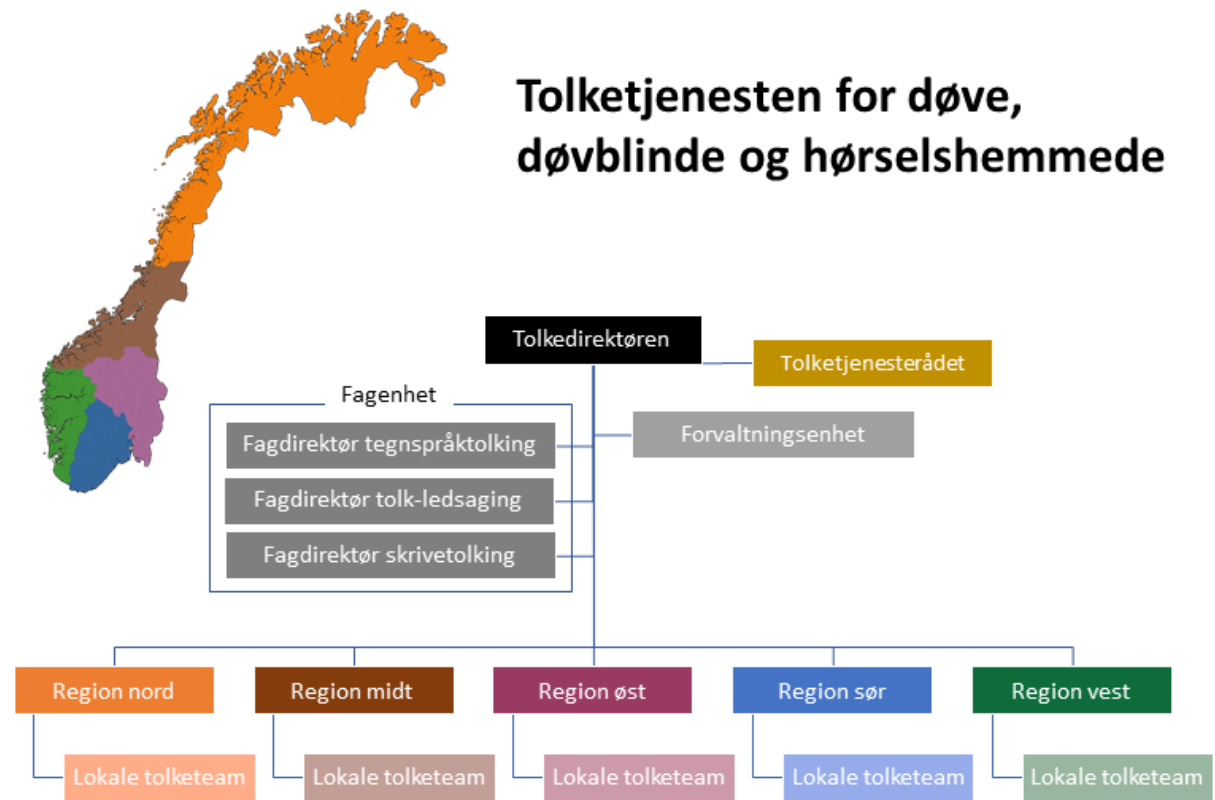 Tolketjenesten for døve,
døvblinde og hørselshemmede
Tolkedirektøren
Tolketjenesterådet
Fagenhet
Forvaltningsenhet
Fagdirektør tegnspråktolking
Fagdirektør tolk-ledsaging
Fagdirektør skrivetolking
Region nord
Region midt
Region øst
Region sør
Region vest
Lokale tolketeam
Lokale tolketeam
Lokale tolketeam
Lokale tolketeam
Lokale tolketeam